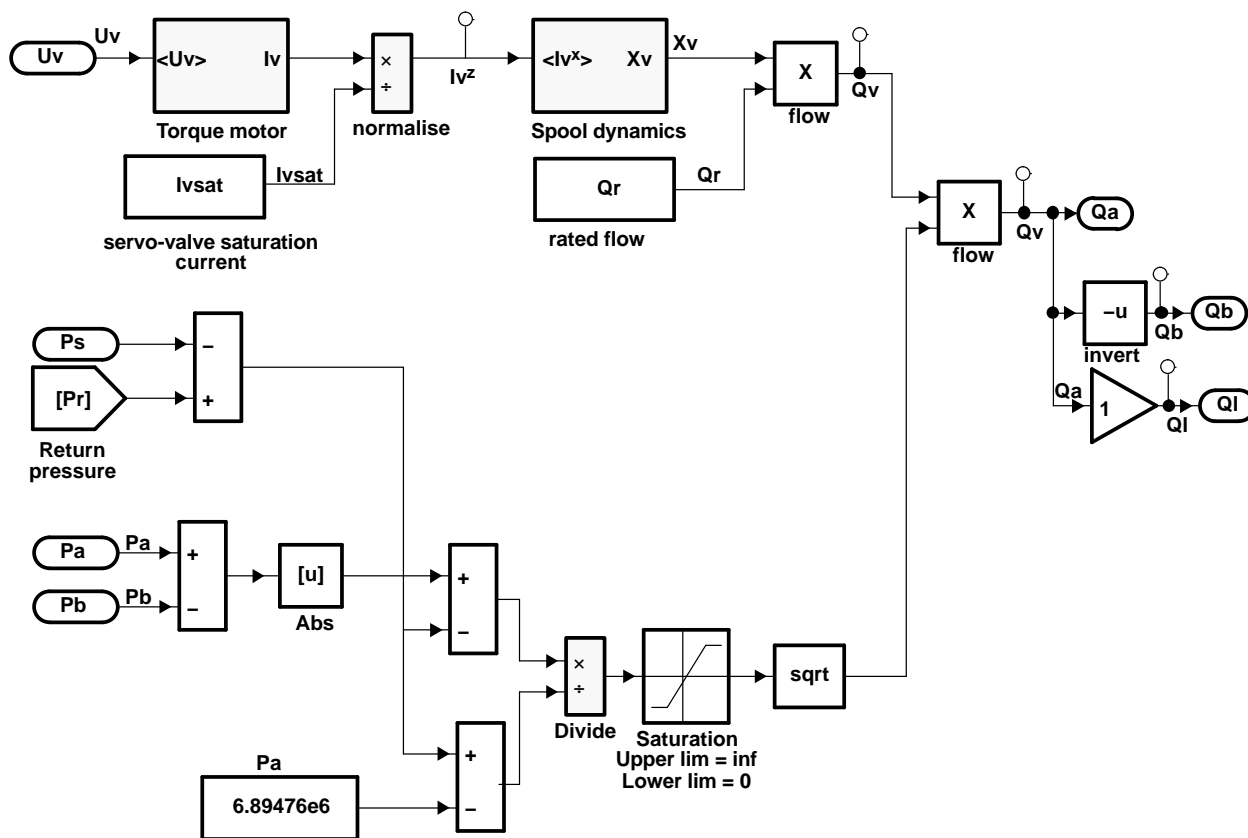 Uv
Uv
<Uv>
Iv
Torque motor
×
÷
normalise
Iv^z
<Iv^x>
Xv
Spool dynamics
Xv
X
flow
Qv
Ivsat
Ivsat
servo-valve saturation
current
Qr
Qr
rated flow
X
flow
Qv
Qa
–u
invert
Qb
Qb
Qa
1
Ql
Ql
Ps
–
[Pr]
+
Return
pressure
Pa
Pa
+
Pb
Pb
–
[u]
Abs
+
–
×
÷
Divide
Saturation
Upper lim = inf
Lower lim = 0
sqrt
+
–
Pa
6.89476e6